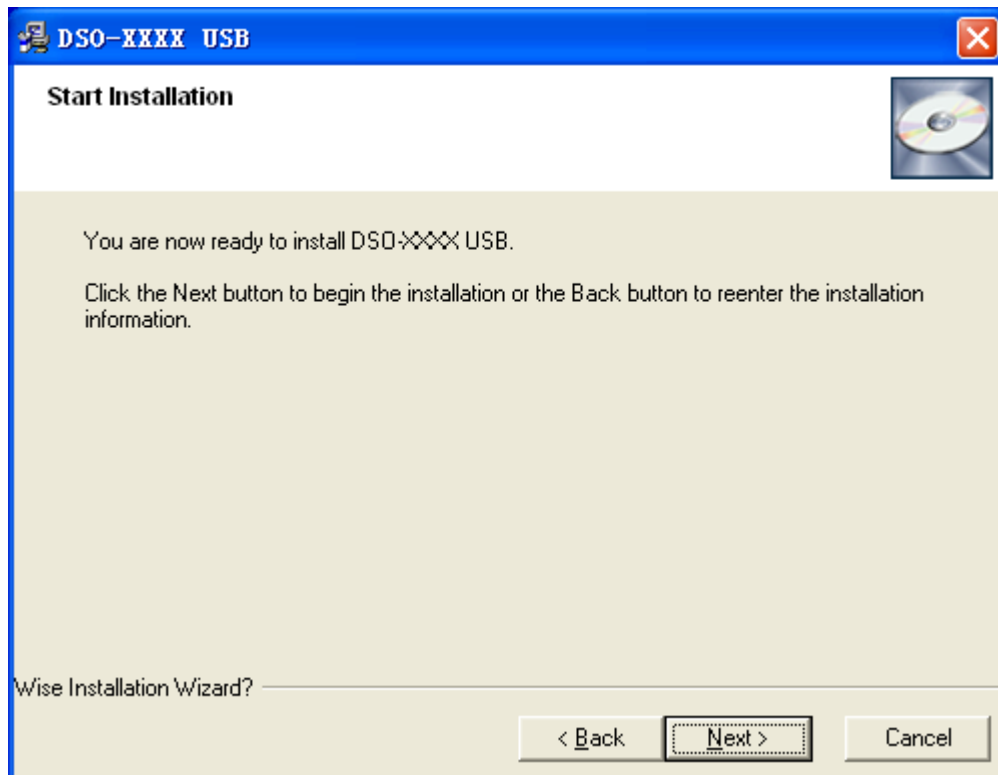 DSO-XXXX USB
Start Installation
You are now ready to install DSO-XXXX USB.
Click the Next button to begin the installation or the Back button to reenter the installation
information.
Wise Installation Wizard?
< Back Next > Cancel